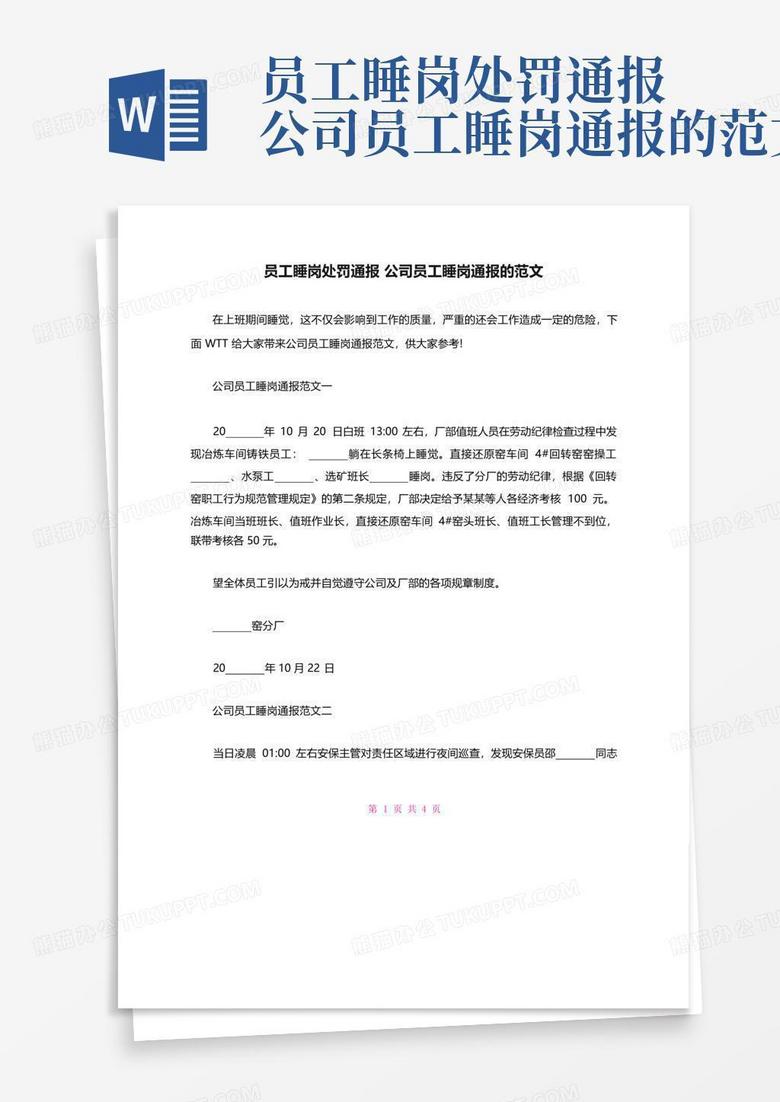 员工睡岗处罚通报
公司员工睡岗通报的范文
W
员工睡岗处罚通报 公司员工睡岗通报的范文
在上班期间睡觉，这不仅会影响到工作的质量，严重的还会工作造成一定的危险，下
面 WTT 给大家带来公司员工睡岗通报范文，供大家参考!
公司员工睡岗通报范文一
20_______年 10 月 20 日白班 13:00 左右，厂部值班人员在劳动纪律检查过程中发
现冶炼车间铸铁员工： _______躺在长条椅上睡觉。直接还原窑车间 4#回转窑窑操工
_______、水泵工_______、选矿班长_______睡岗。违反了分厂的劳动纪律，根据《回转
窑职工行为规范管理规定》的第二条规定，厂部决定给予某某等人各经济考核 100 元。
冶炼车间当班班长、值班作业长，直接还原窑车间 4#窑头班长、值班工长管理不到位，
联带考核各 50 元。
望全体员工引以为戒并自觉遵守公司及厂部的各项规章制度。
_______窑分厂
20_______年 10 月 22 日
公司员工睡岗通报范文二
当日凌晨 01:00 左右安保主管对责任区域进行夜间巡查，发现安保员邵_______同志
第 1 页 共 4 页
熊猫办公 TUKUPPT.COM